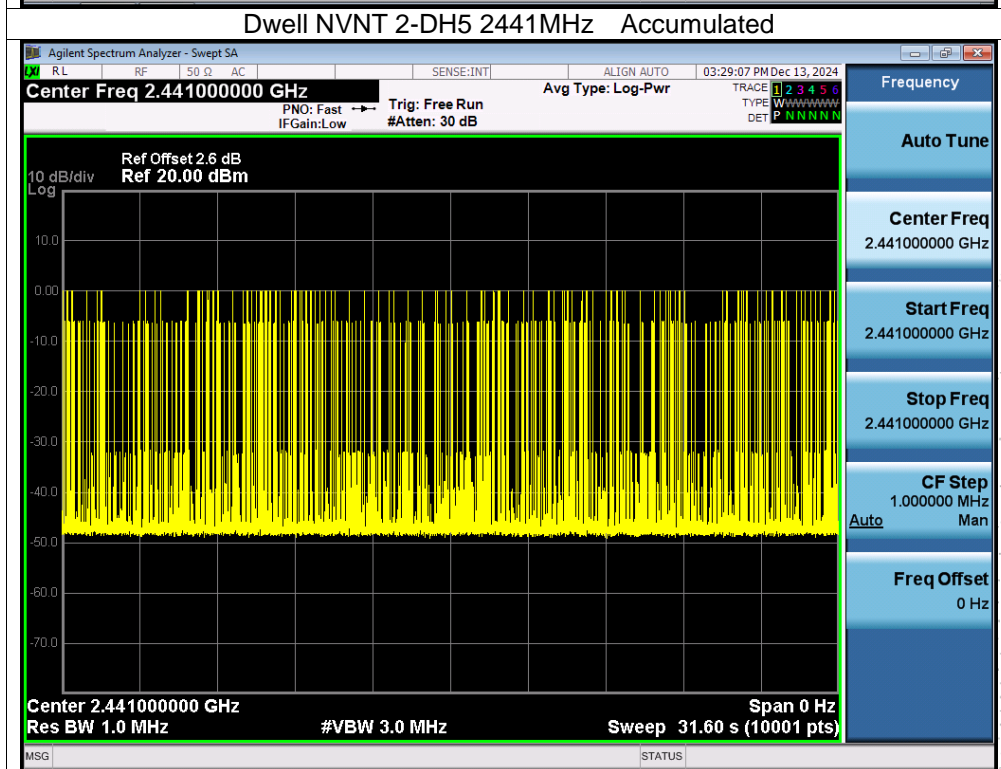 Dwell NVNT 2-DH5 2441MHz Accumulated
Agilent Spectrum Analyzer - Swept SA
LXI RL RF 50 Ω AC SENSE:INT ALIGN AUTO 03:29:07 PM Dec 13, 2024
Center Freq 2.441000000 GHz
PNO: Fast
IFGain:Low
Trig: Free Run
#Atten: 30 dB
Avg Type: Log-Pwr
TRACE 1 2 3 4 5 6
TYPE WWWWWWW
DET P N N N N N
Ref Offset 2.6 dB
10 dB/div Ref 20.00 dBm
Log
10.0
0.00
-10.0
-20.0
-30.0
-40.0
-50.0
-60.0
-70.0
Center 2.441000000 GHz Span 0 Hz
Res BW 1.0 MHz #VBW 3.0 MHz Sweep 31.60 s (10001 pts)
MSG STATUS
Frequency
Auto Tune
Center Freq
2.441000000 GHz
Start Freq
2.441000000 GHz
Stop Freq
2.441000000 GHz
CF Step
1.000000 MHz
Auto Man
Freq Offset
0 Hz